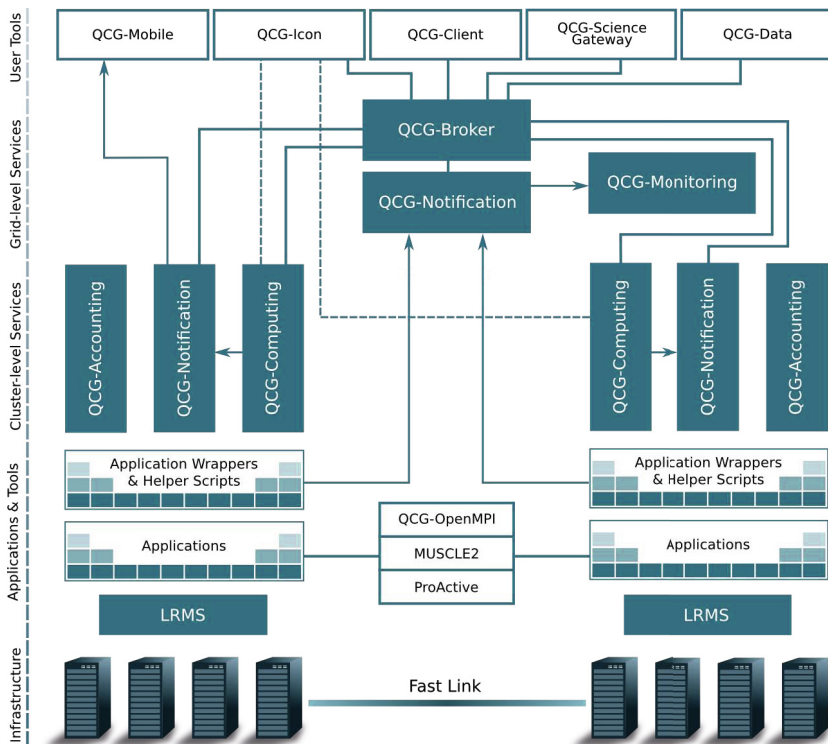 User Tools
QCG-Mobile
QCG-Icon
QCG-Client
QCG-Science
Gateway
QCG-Data
Grid-level Services
QCG-Broker
QCG-Notification
QCG-Monitoring
Cluster-level Services
QCG-Accounting
QCG-Notification
QCG-Computing
QCG-Computing
QCG-Notification
QCG-Accounting
Applications & Tools
Application Wrappers
& Helper Scripts
Application Wrappers
& Helper Scripts
Applications
QCG-OpenMPI
MUSCLE2
ProActive
Applications
LRMS
LRMS
Infrastructure
Fast Link